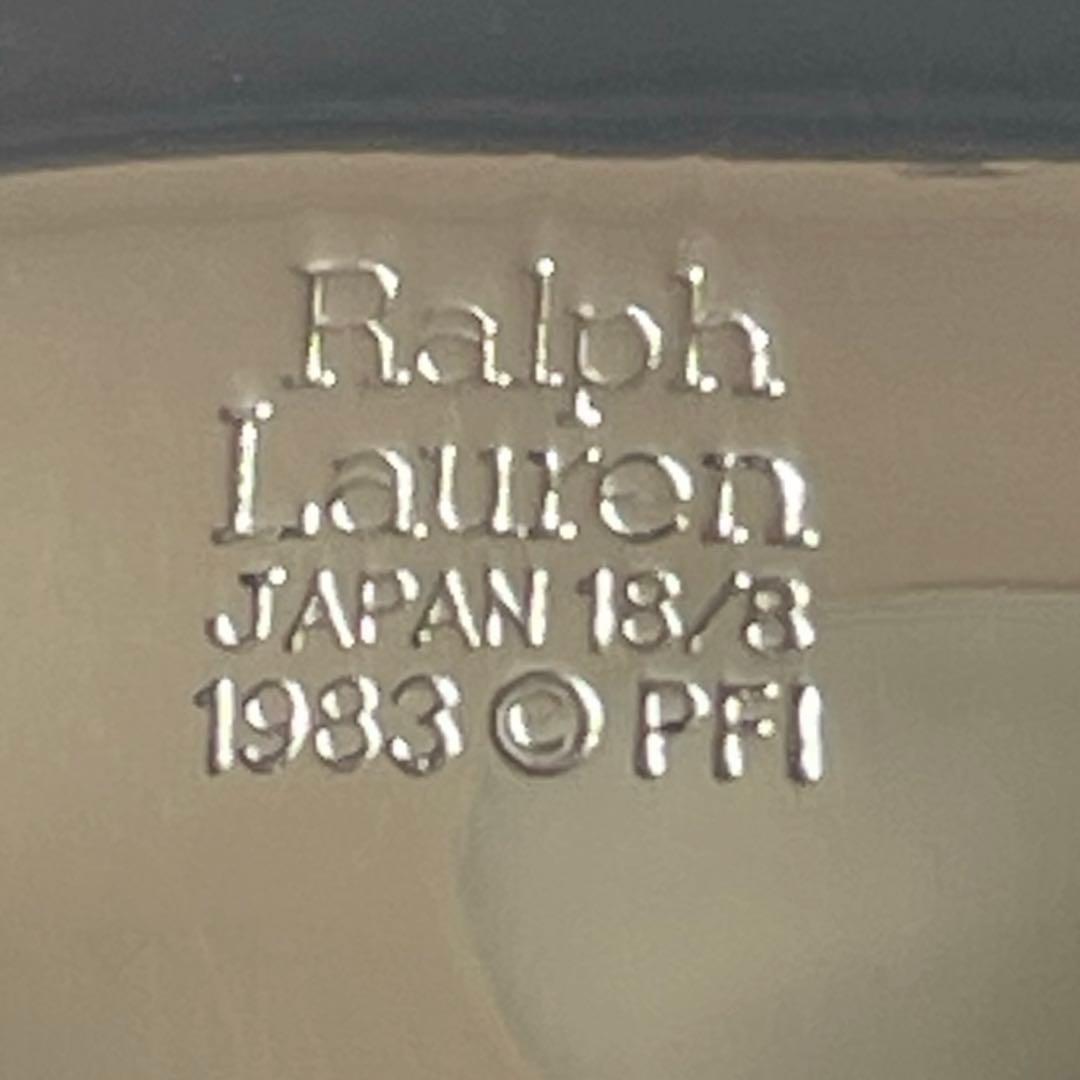 Ralph
Lauren
JAPAN 18/8
1983 © PFI